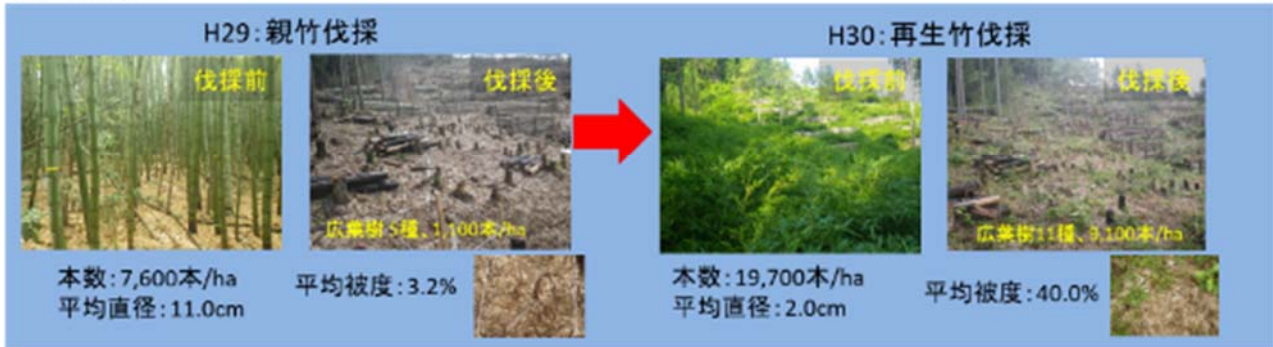 H29:親竹伐採
伐採前
伐採後
広葉樹 5種、1,100本/ha
本数:7,600本/ha
平均直径:11.0cm
平均被度:3.2%
H30:再生竹伐採
伐採前
伐採後
広葉樹11種、9,100本/ha
本数:19,700本/ha
平均直径:2.0cm
平均被度:40.0%